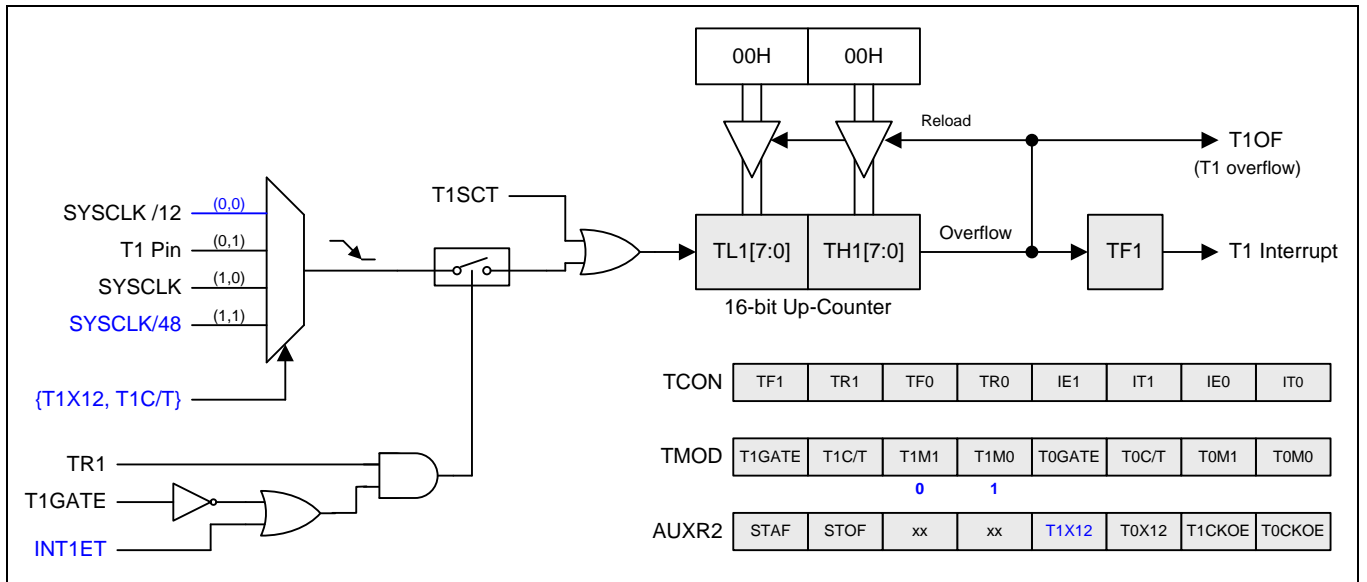 00H 00H
Reload
T1OF
(T1 overflow)
T1SCT
SYSCLK /12 (0,0)
T1 Pin (0,1)
SYSCLK (1,0)
SYSCLK/48 (1,1)
{T1X12, T1C/T}
TL1[7:0] TH1[7:0]
Overflow
TF1
T1 Interrupt
16-bit Up-Counter
TR1
T1GATE
INT1ET
TCON TF1 TR1 TF0 TR0 IE1 IT1 IE0 IT0
TMOD T1GATE T1C/T T1M1 T1M0 T0GATE T0C/T T0M1 T0M0
0 1
AUXR2 STAF STOF xx xx T1X12 T0X12 T1CKOE T0CKOE